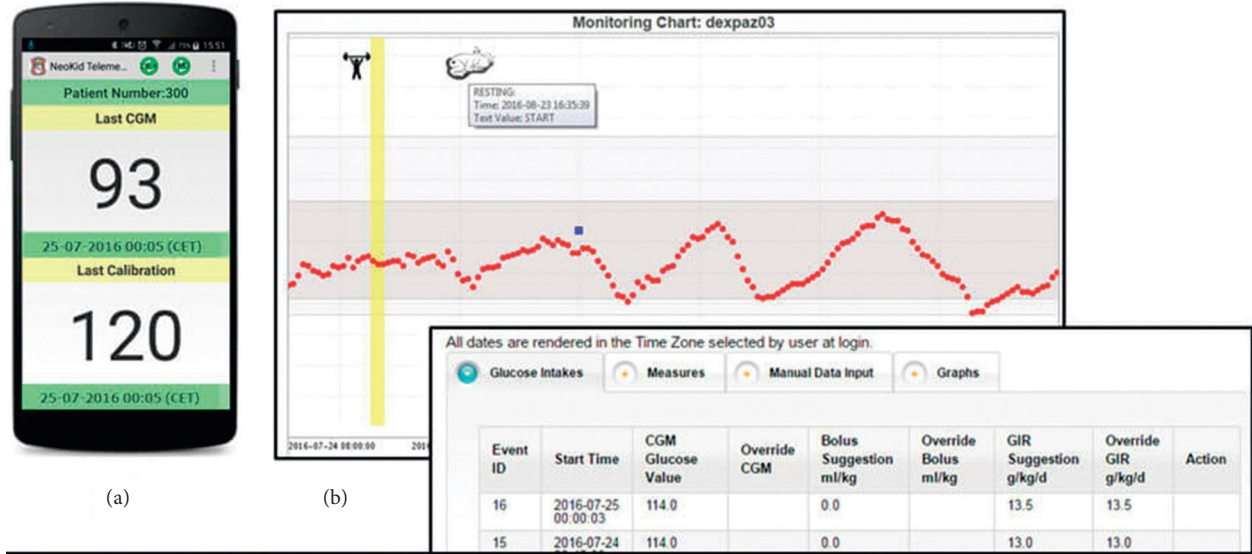 15:51
NeoKid Teleme...
Patient Number:300
Last CGM
93
25-07-2016 00:05 (CET)
Last Calibration
120
25-07-2016 00:05 (CET)
(a)
Monitoring Chart: dexpaz03
RESTING:
Time: 2016-08-23 16:35:39
Text Value: START
2016-07-24 08:00:00
201
(b)
All dates are rendered in the Time Zone selected by user at login.
Glucose Intakes Measures Manual Data Input Graphs
Event ID Start Time CGM Glucose Value Override CGM Bolus Suggestion ml/kg Override Bolus ml/kg GIR Suggestion g/kg/d Override GIR g/kg/d Action
16 2016-07-25 00:00:03 114.0 0.0 13.5 13.5
15 2016-07-24 114.0 0.0 13.0 13.0